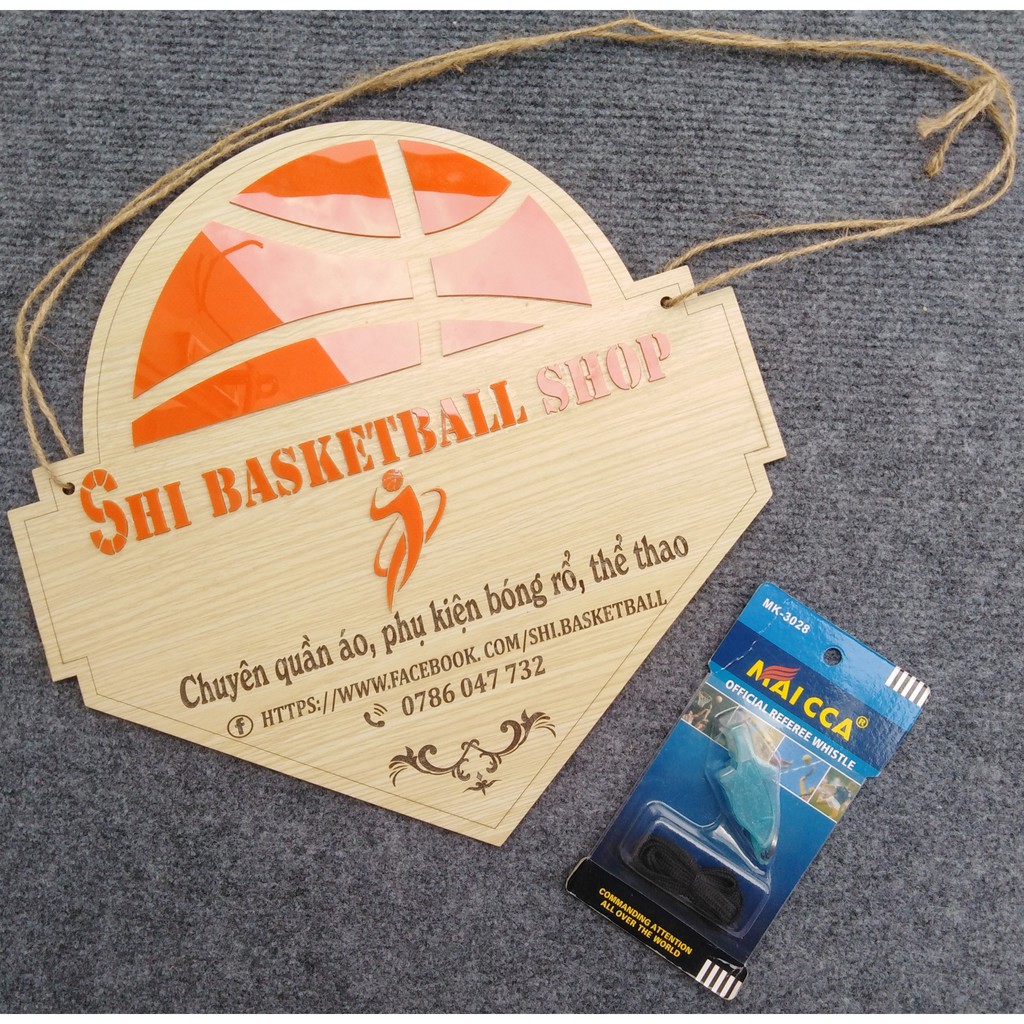 SHI BASKETBALL SHOP
Chuyên quần áo, phụ kiện bóng rổ, thể thao
f HTTPS://WWW.FACEBOOK.COM/SHI.BASKETBALL
0786 047 732
MK-3028
MAICCA®
OFFICIAL REFEREE WHISTLE
COMMANDING ATTENTION
ALL OVER THE WORLD